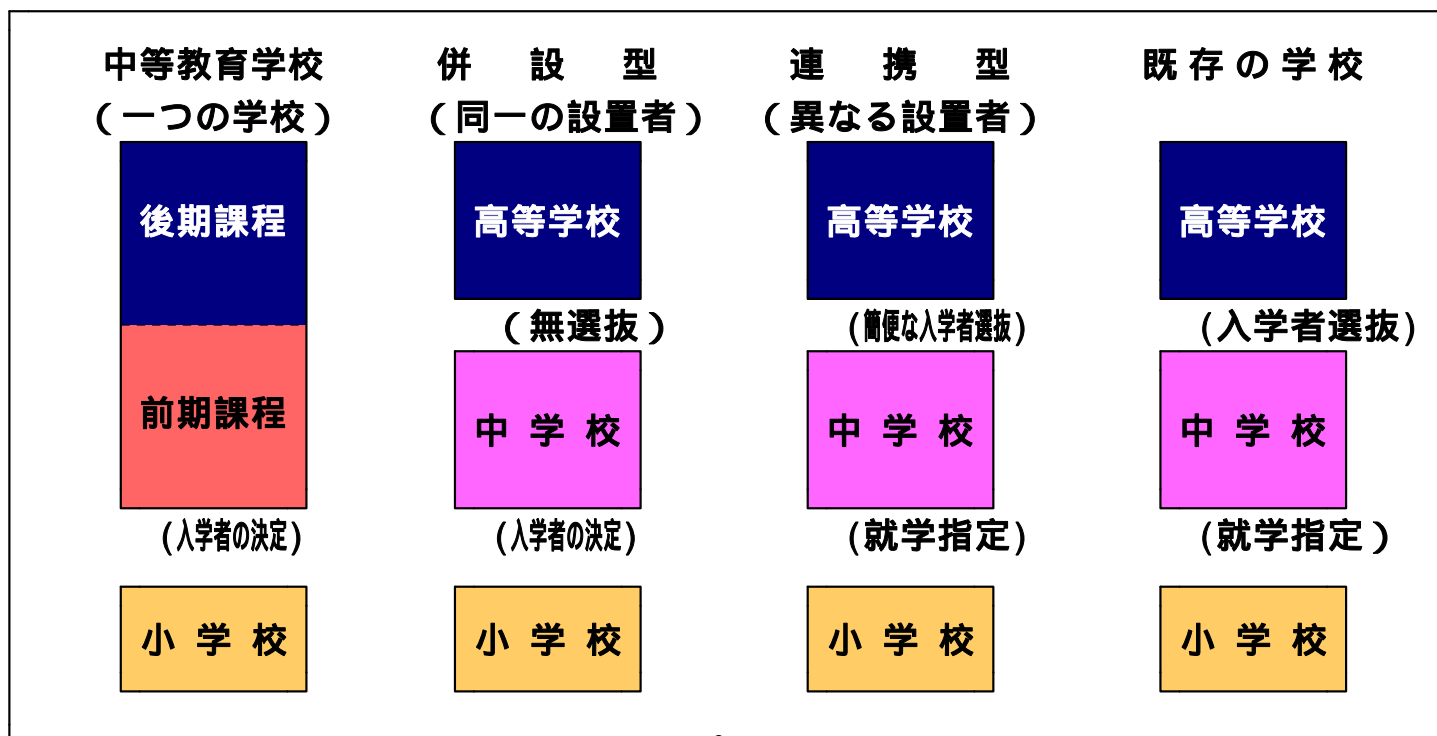 中等教育学校
(一つの学校)
後期課程
前期課程
(入学者の決定)
小学校
併設型
(同一の設置者)
高等学校
(無選抜)
中学校
(入学者の決定)
小学校
連携型
(異なる設置者)
高等学校
(簡便な入学者選抜)
中学校
(就学指定)
小学校
既存の学校
高等学校
(入学者選抜)
中学校
(就学指定)
小学校